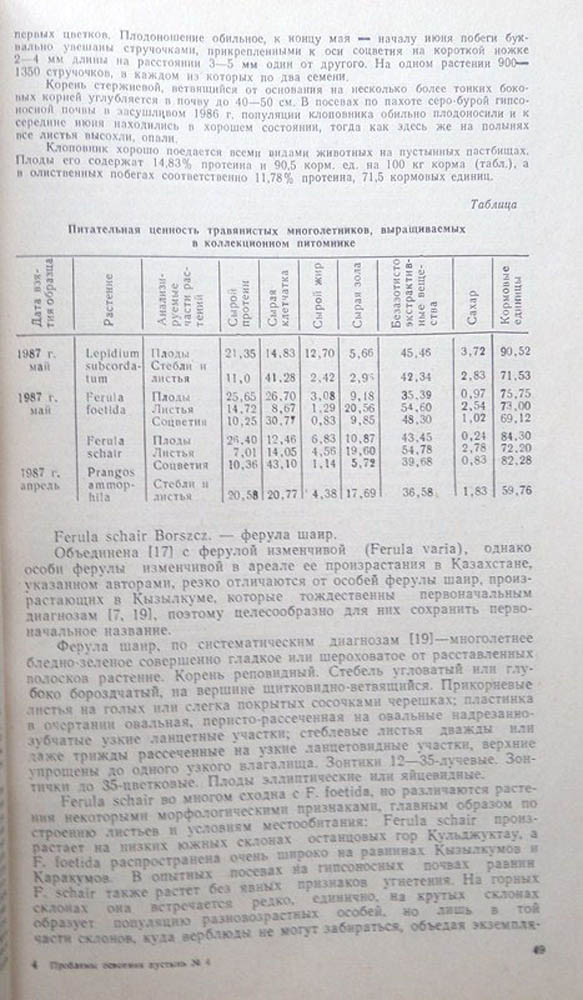 первых цветков. Плодоношение обильное, к концу мая — началу июня побеги бук-
вально увешаны стручочками, прикрепленными к оси соцветия на короткой ножке
2—4 мм длины на расстоянии 3—5 мм один от другого. На одном растении 900—
1350 стручочков, в каждом из которых по два семени.
Корень стержневой, ветвящийся от основания на несколько более тонких боко-
вых корней углубляется в почву до 40—50 см. В посевах по пахоте серо-бурой гипсо-
носной почвы в засушливом 1986 г. популяции клоповника обильно плодоносили и к
середине июня находились в хорошем состоянии, тогда как здесь же на полынях
все листья высохли, опали.
Клоповник хорошо поедается всеми видами животных на пустынных пастбищах.
Плоды его содержат 14,83% протеина и 90,5 корм. ед. на 100 кг корма (табл.), а
в олиственных побегах соответственно 11,78% протеина, 71,5 кормовых единиц.
Таблица
Питательная ценность травянистых многолетников, выращиваемых
в коллекционном питомнике
Дата взя-
тия образца
Растение
Анализи-
руемые
части рас-
тений
Сырой
протеин
Сырая
клетчатка
Сырой жир
Сырая зола
Безазотисто
экстрактив-
ные веще-
ства
Сахар
Кормовые
единицы
1987 г. Lepidium Плоды 21,35 14,83 12,70 5,66 45,46 3,72 90,52
май subcorda- Стебли и
tum листья 11,0 41.28 2,42 2,9 42,34 2,83 71,53
1987 г. Ferula Плоды 25,65 26,70 3,08 9,18 35,39 0,97 75,75
май foetida Листья 14,72 8,67 1,29 20,56 54,60 2,54 73,00
Соцветия 10,25 30,77 0,83 9,85 48,30 1,02 69,12
Ferula Плоды 26,40 12,46 6,83 10,87 43,45 0,24 84,30
schair Листья 7,01 14,05 4,56 19,60 54,78 2,78 72.20
Соцветия 10,36 43,10 1,14 5,72 39,68 0,83 82,28
1987 г. Prangos
апрель ammop- Стебли и
hila листья 20,58 20,77 4,38 17,69 36,58 1,83 59,76
Ferula schair Borszcz. — ферула шаир.
Объединена [17] с ферулой изменчивой (Ferula varia), однако
особи ферулы изменчивой в ареале ее произрастания в Казахстане,
указанном авторами, резко отличаются от особей ферулы шаир, произ-
растающих в Кызылкуме, которые тождественны первоначальным
диагнозам [7, 19], поэтому целесообразно для них сохранить перво-
начальное название.
Ферула шаир, по систематическим диагнозам [19]—многолетнее
бледно-зеленое совершенно гладкое или шероховатое от расставленных
волосков растение. Корень реповидный. Стебель угловатый или глу-
боко бороздчатый, на вершине щитковидно-ветвящийся. Прикорневые
листья на голых или слегка покрытых сосочками черешках; пластинка
в очертании овальная, перисто-рассеченная на овальные надрезанно-
зубчатые узкие ланцетные участки; стеблевые листья дважды или
даже трижды рассеченные на узкие ланцетовидные участки, верхние
упрощены до одного узкого влагалища. Зонтики 12—35-лучевые. Зон-
тички до 35-цветковые. Плоды эллиптические или яйцевидные.
Ferula schair во многом сходна с F. foetida, но различаются расте-
ния некоторыми морфологическими признаками, главным образом по
строению листьев и условиям местообитания: Ferula schair произ-
растает на низких южных склонах останцовых гор Кульджуктау, а
F. foetida распространена очень широко на равнинах Кызылкумов и
Каракумов. В опытных посевах на гипсоносных почвах равнин
F. schair также растет без явных признаков угнетения. На горных
склонах она встречается редко, единично, на крутых склонах
образует популяцию разновозрастных особей, но лишь в той
части склонов, куда верблюды не могут забираться, объедая экземпля-
4 Проблемы освоения пустынь № 4
49